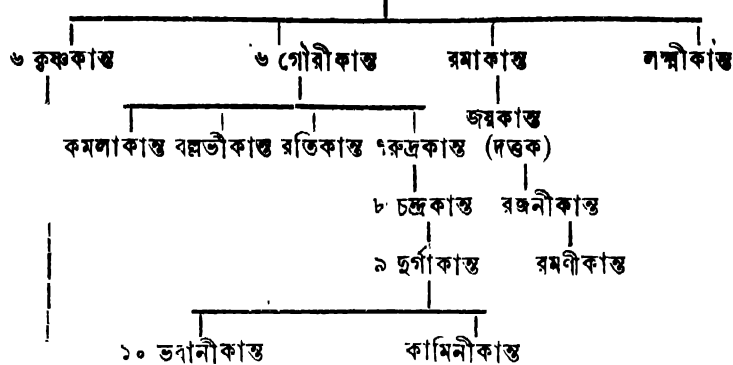 ৬ কৃষ্ণকান্ত ৬ গৌরীকান্ত রমাকান্ত লক্ষ্মীকান্ত
জয়কান্ত
কমলাকান্ত বল্লভীকান্ত রতিকান্ত ৭রুদ্রকান্ত (দত্তক)
৮ চন্দ্রকান্ত রজনীকান্ত
৯ দুর্গাকান্ত রমণীকান্ত
১০ ভবানীকান্ত কামিনীকান্ত